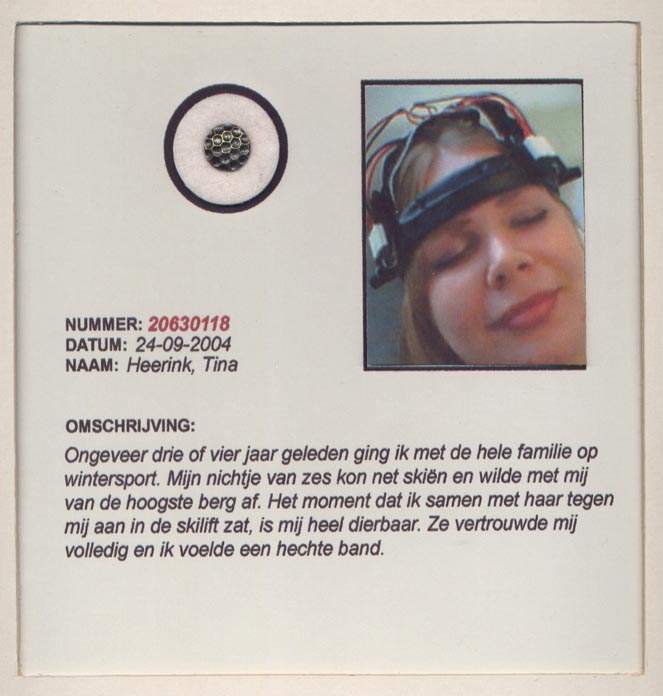 NUMMER: 20630118
DATUM: 24-09-2004
NAAM: Heerink, Tina
OMSCHRIJVING:
Ongeveer drie of vier jaar geleden ging ik met de hele familie op
wintersport. Mijn nichtje van zes kon net skiën en wilde met mij
van de hoogste berg af. Het moment dat ik samen met haar tegen
mij aan in de skilift zat, is mij heel dierbaar. Ze vertrouwde mij
volledig en ik voelde een hechte band.